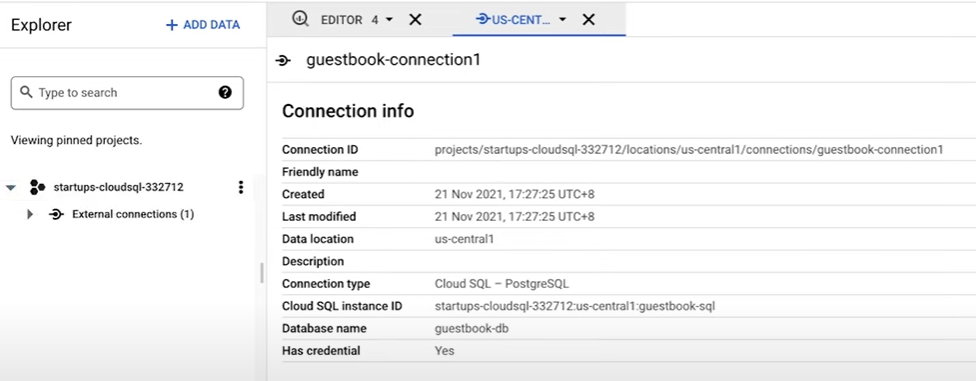 Explorer
+ ADD DATA
EDITOR 4
US-CENT...
guestbook-connection1
Type to search
Viewing pinned projects.
startups-cloudsql-332712
External connections (1)
Connection info
Connection ID projects/startups-cloudsql-332712/locations/us-central1/connections/guestbook-connection1
Friendly name
Created 21 Nov 2021, 17:27:25 UTC+8
Last modified 21 Nov 2021, 17:27:25 UTC+8
Data location us-central1
Description
Connection type Cloud SQL – PostgreSQL
Cloud SQL instance ID startups-cloudsql-332712:us-central1:guestbook-sql
Database name guestbook-db
Has credential Yes